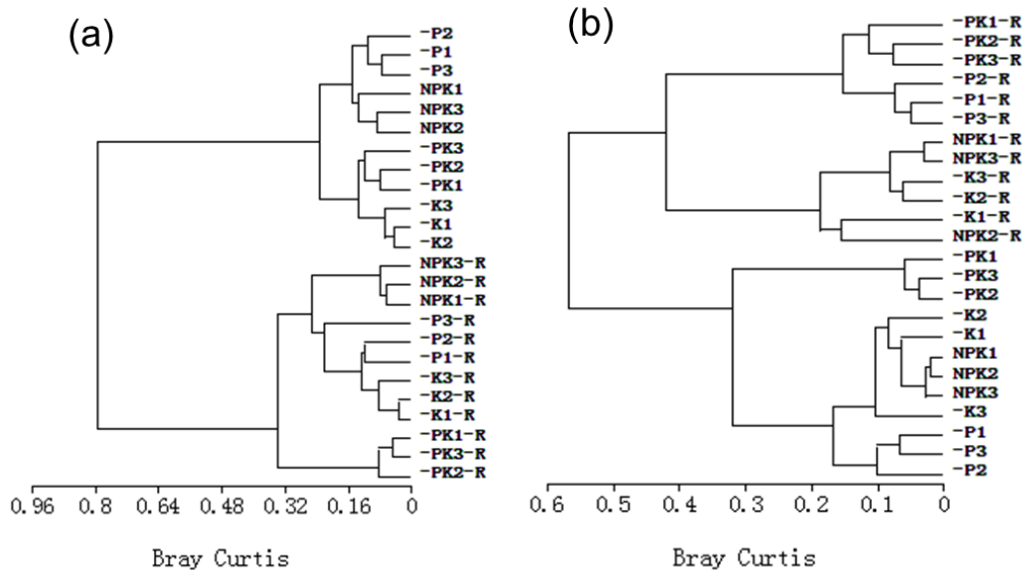 (a)
-P2
-P1
-P3
NPK1
NPK3
NPK2
-PK3
-PK2
-PK1
-K3
-K1
-K2
NPK3-R
NPK2-R
NPK1-R
-P3-R
-P2-R
-P1-R
-K3-R
-K2-R
-K1-R
-PK1-R
-PK3-R
-PK2-R
0.96 0.8 0.64 0.48 0.32 0.16 0
Bray Curtis
(b)
-PK1-R
-PK2-R
-PK3-R
-P2-R
-P1-R
-P3-R
NPK1-R
NPK3-R
-K3-R
-K2-R
-K1-R
NPK2-R
-PK1
-PK3
-PK2
-K2
-K1
NPK1
NPK2
NPK3
-K3
-P1
-P3
-P2
0.6 0.5 0.4 0.3 0.2 0.1 0
Bray Curtis